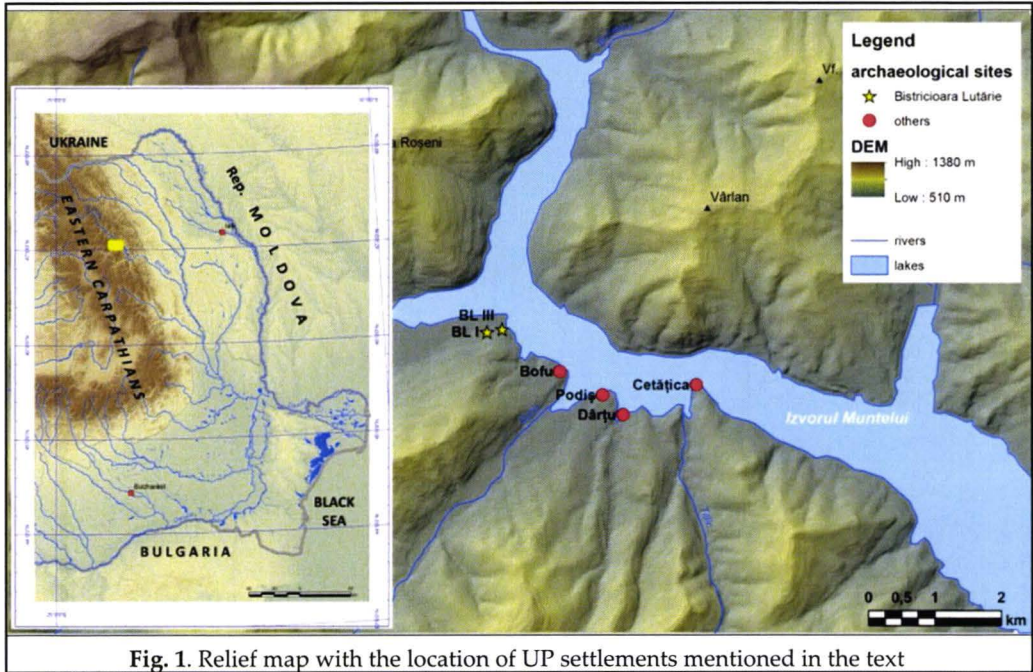 UKRAINE
Rep. MOLDOVA
EASTERN CARPATHIANS
Iași
Bucharest
BULGARIA
BLACK
SEA
Roșeni
Vf.
Vârlan
BL III
BL I
Bofu
Podiș
Dârțu
Cetățica
Izvorul Muntelui
Legend
archaeological sites
Bistricioara Lutărie
others
DEM
High : 1380 m
Low : 510 m
rivers
lakes
0 0,5 1 2
km
Fig. 1. Relief map with the location of UP settlements mentioned in the text